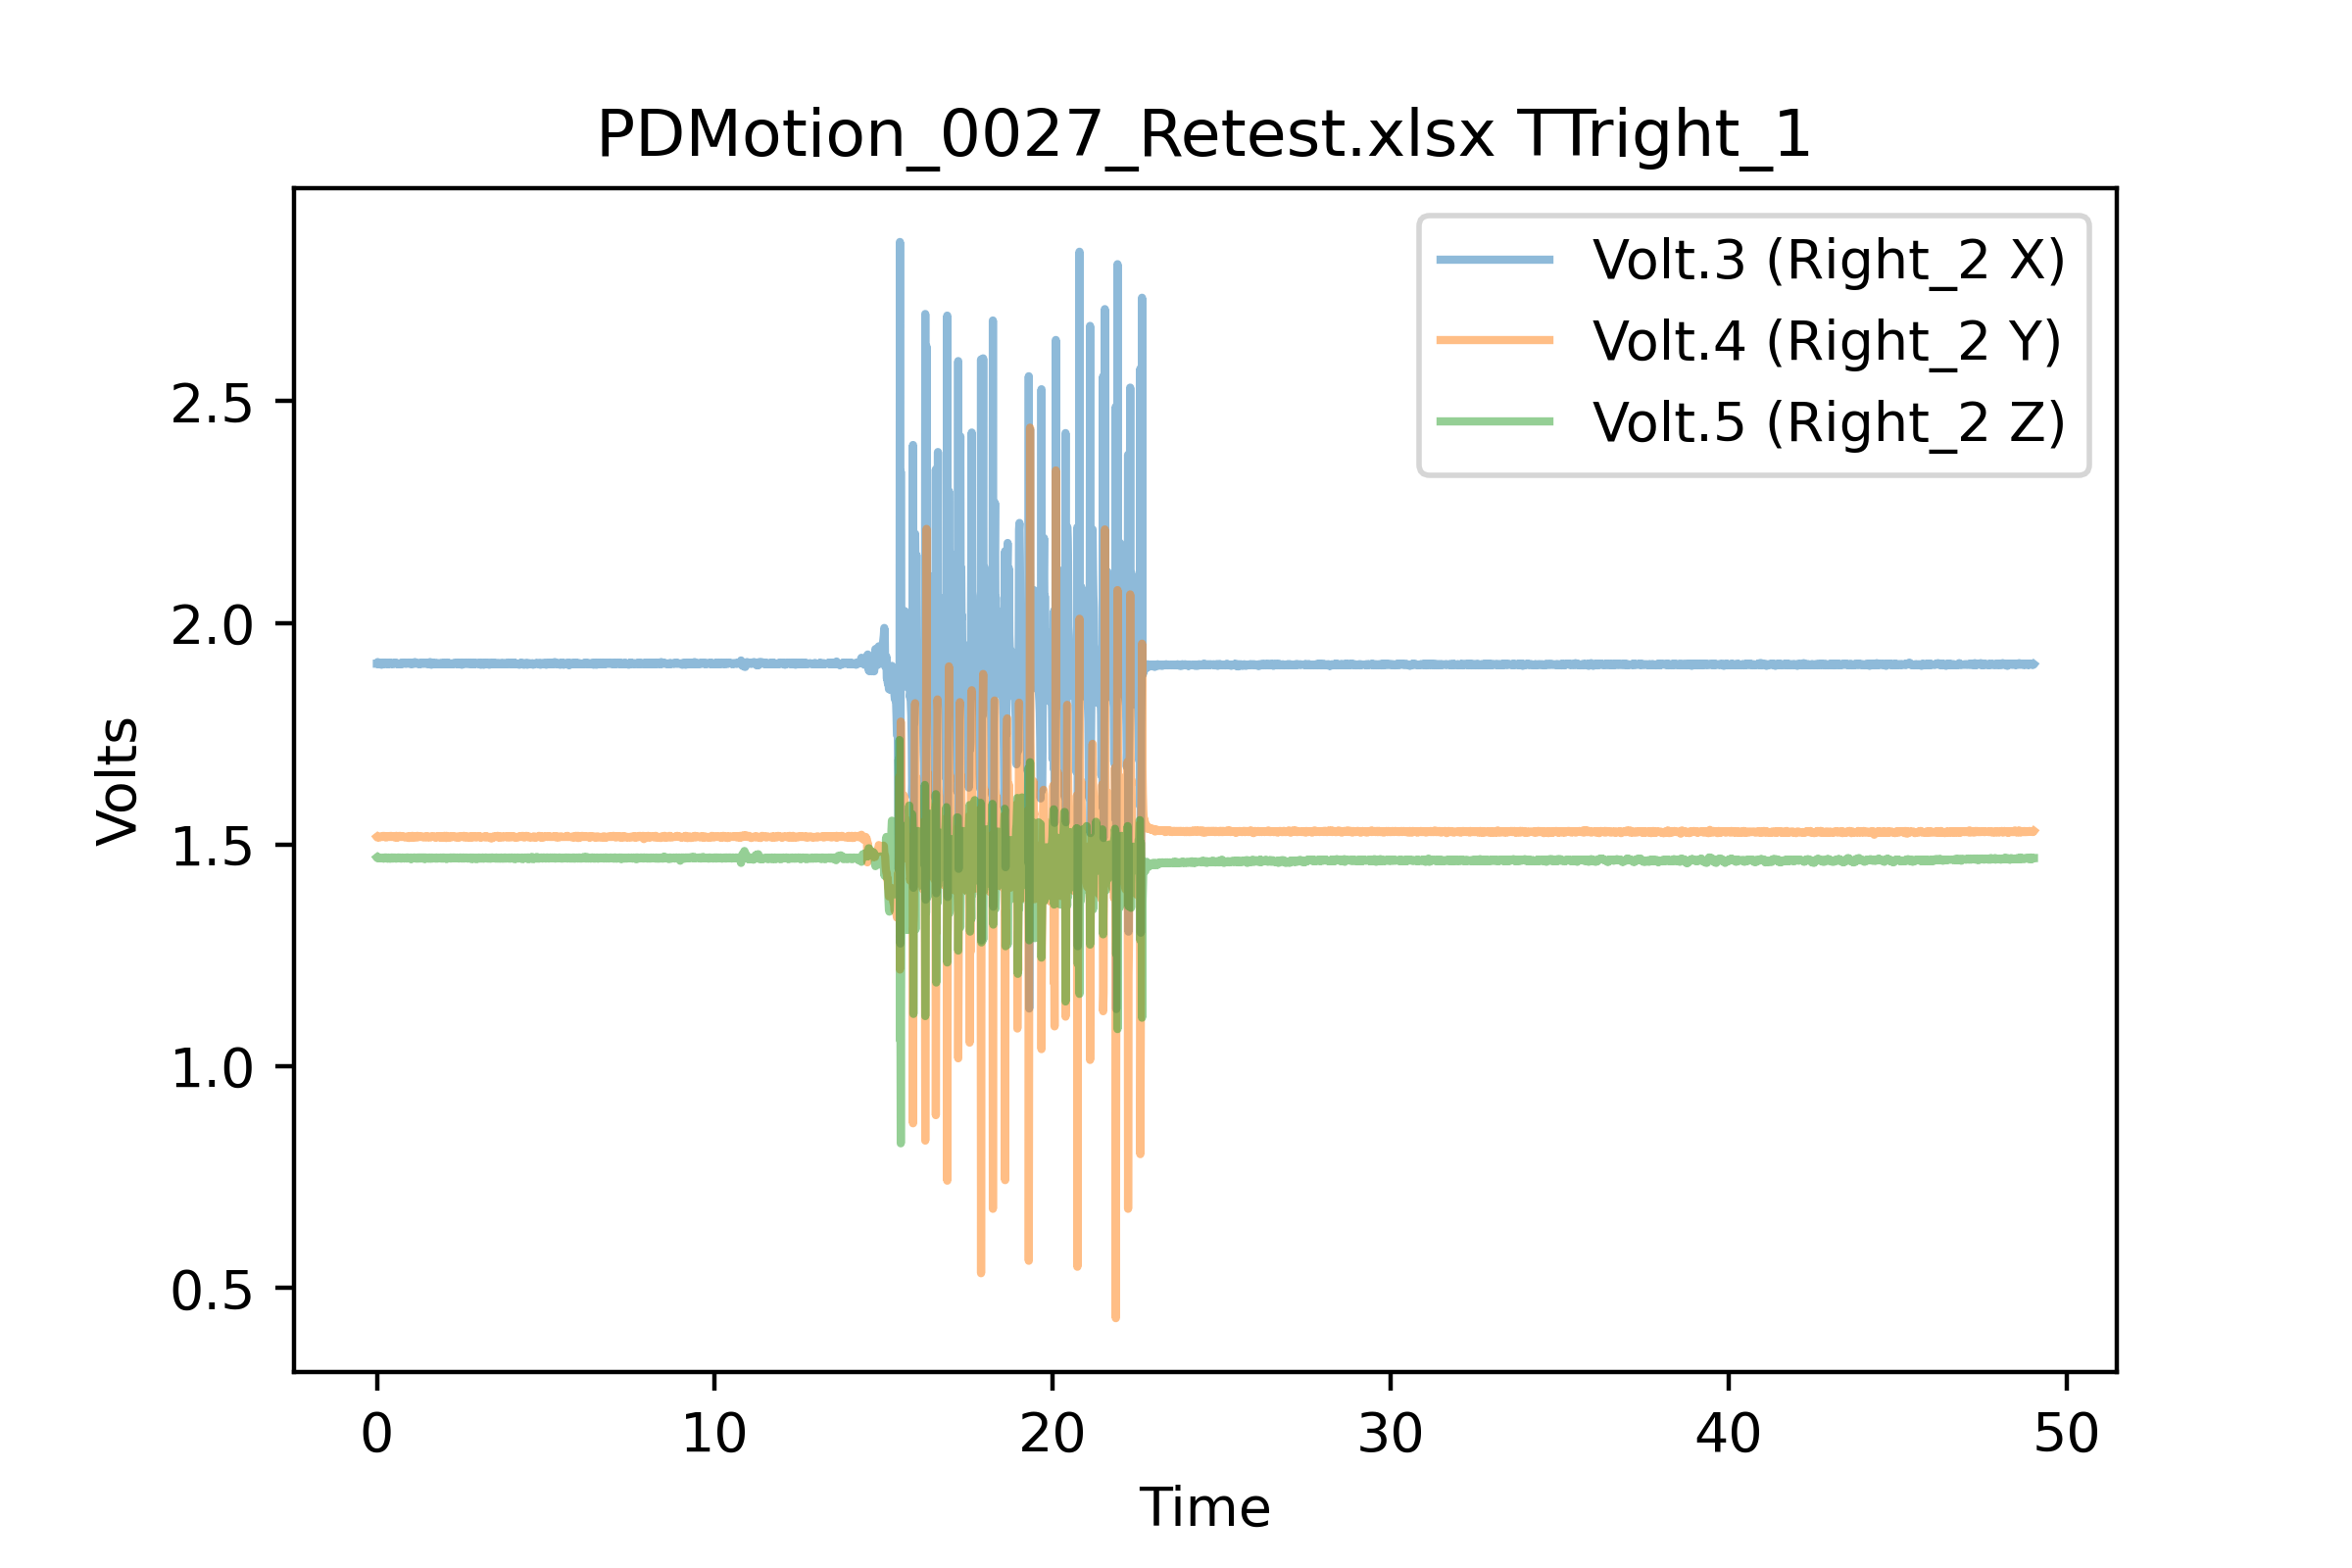 PDMotion_0027_Retest.xlsx TTright_1
Volt.3 (Right_2 X)
Volt.4 (Right_2 Y)
Volt.5 (Right_2 Z)
Volts
2.5
2.0
1.5
1.0
0.5
0 10 20 30 40 50
Time